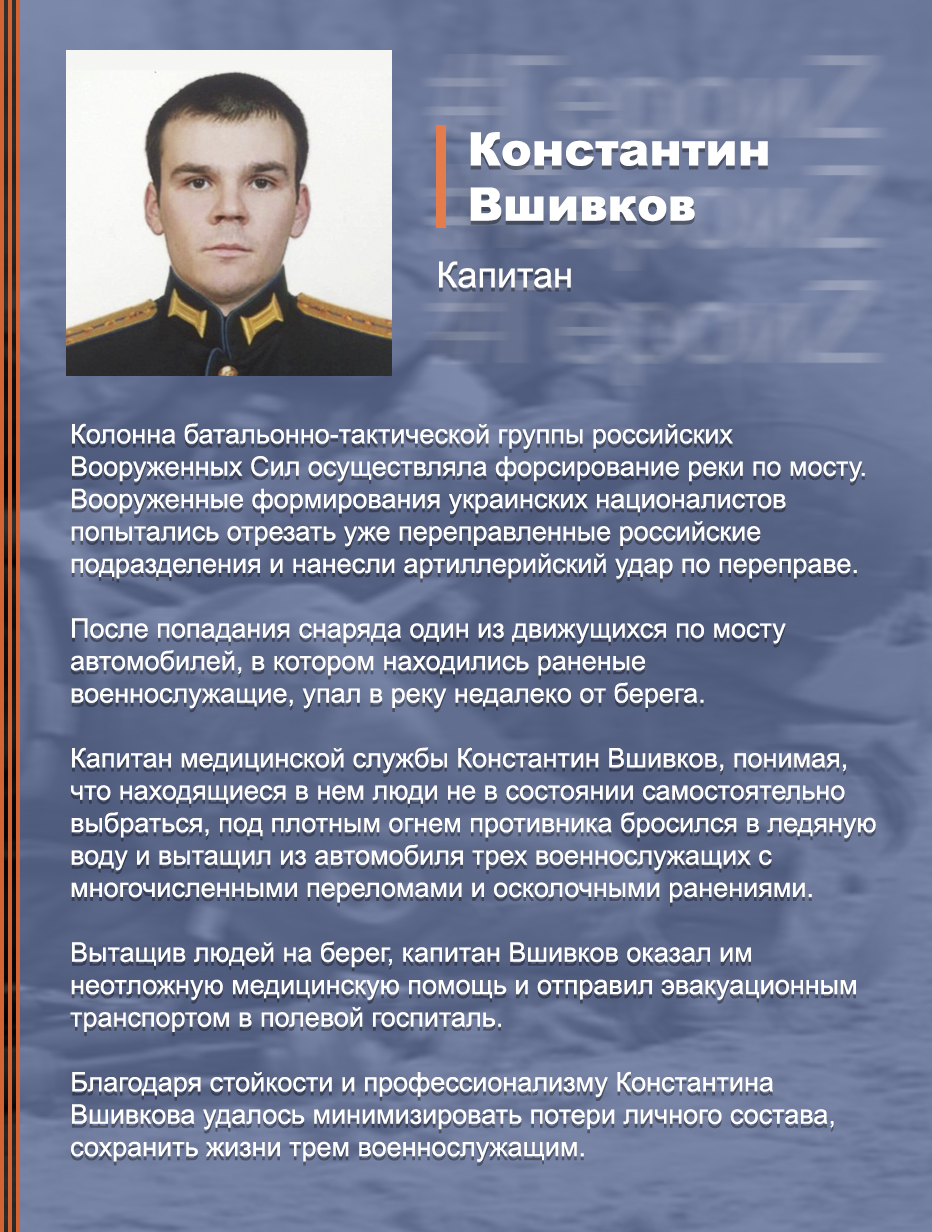 #ГероиZ
Константин
#ГероиZ
Вшивков
Капитан
#ГероиZ
Колонна батальонно-тактической группы российских
Вооруженных Сил осуществляла форсирование реки по мосту.
Вооруженные формирования украинских националистов
попытались отрезать уже переправленные российские
подразделения и нанесли артиллерийский удар по переправе.
После попадания снаряда один из движущихся по мосту
автомобилей, в котором находились раненые
военнослужащие, упал в реку недалеко от берега.
Капитан медицинской службы Константин Вшивков, понимая,
что находящиеся в нем люди не в состоянии самостоятельно
выбраться, под плотным огнем противника бросился в ледяную
воду и вытащил из автомобиля трех военнослужащих с
многочисленными переломами и осколочными ранениями.
Вытащив людей на берег, капитан Вшивков оказал им
неотложную медицинскую помощь и отправил эвакуационным
транспортом в полевой госпиталь.
Благодаря стойкости и профессионализму Константина
Вшивкова удалось минимизировать потери личного состава,
сохранить жизни трем военнослужащим.